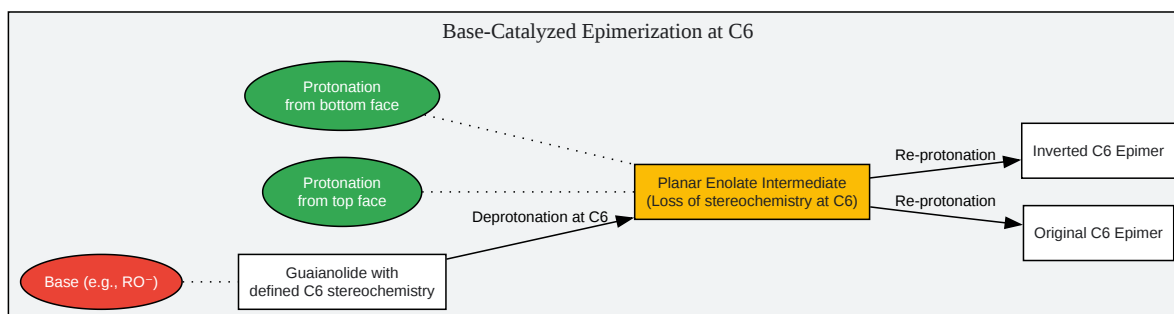 Base-Catalyzed Epimerization at C6
Protonation
from bottom face
Protonation
from top face
Base (e.g., RO⁻)
Guaianolide with
defined C6 stereochemistry
Deprotonation at C6
Planar Enolate Intermediate
(Loss of stereochemistry at C6)
Re-protonation
Inverted C6 Epimer
Re-protonation
Original C6 Epimer